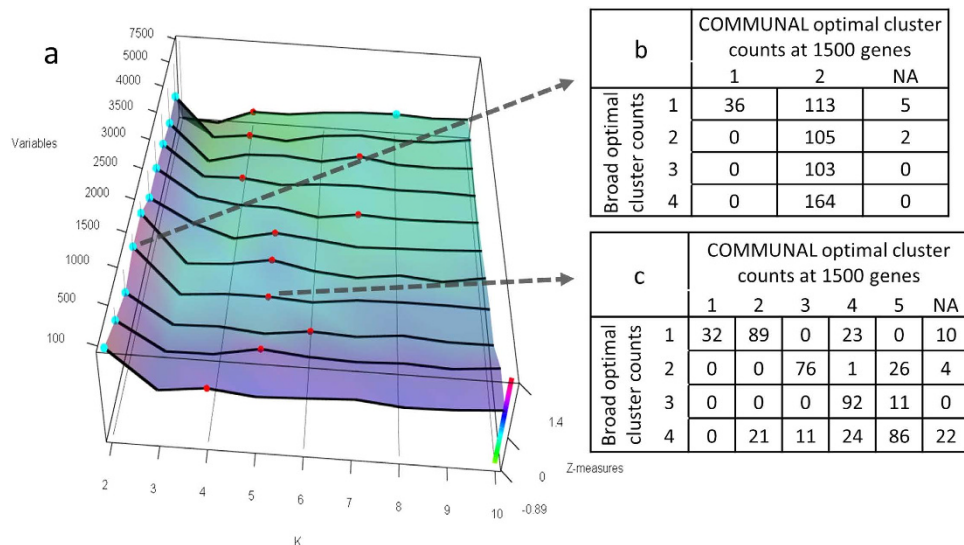 a
Variables
7500
5000
4000
3500
3000
2500
2000
1500
1000
500
100
2
3
4
5
6
7
8
9
10
K
1.4
0
-0.89
Z-measures
b
COMMUNAL optimal cluster
counts at 1500 genes
1 2 NA
Broad optimal
cluster counts
1 36 113 5
2 0 105 2
3 0 103 0
4 0 164 0
c
COMMUNAL optimal cluster
counts at 1500 genes
1 2 3 4 5 NA
Broad optimal
cluster counts
1 32 89 0 23 0 10
2 0 0 76 1 26 4
3 0 0 0 92 11 0
4 0 21 11 24 86 22